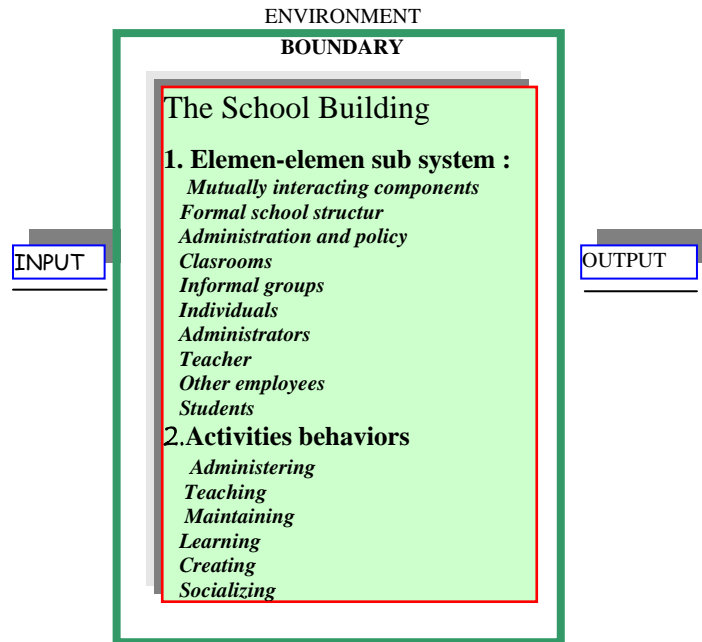 ENVIRONMENT
BOUNDARY
The School Building
1. Elemen-elemen sub system :
Mutually interacting components
Formal school structur
Administration and policy
Clasrooms
Informal groups
Individuals
Administrators
Teacher
Other employees
Students
2.Activities behaviors
Administering
Teaching
Maintaining
Learning
Creating
Socializing
INPUT
OUTPUT